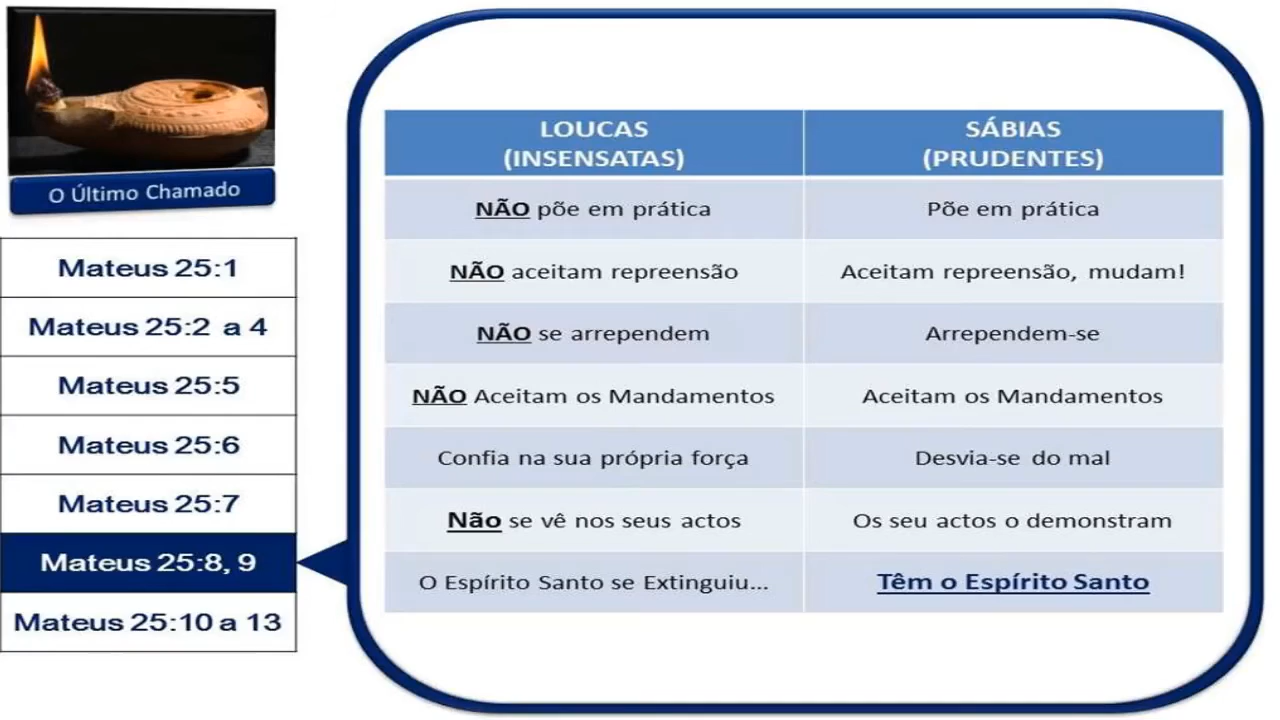 O Último Chamado
Mateus 25:1
Mateus 25:2 a 4
Mateus 25:5
Mateus 25:6
Mateus 25:7
Mateus 25:8, 9
Mateus 25:10 a 13
LOUCAS
(INSENSATAS)
SÁBIAS
(PRUDENTES)
NÃO põe em prática
Põe em prática
NÃO aceitam repreensão
Aceitam repreensão, mudam!
NÃO se arrependem
Arrependem-se
NÃO Aceitam os Mandamentos
Aceitam os Mandamentos
Confia na sua própria força
Desvia-se do mal
Não se vê nos seus actos
Os seu actos o demonstram
O Espírito Santo se Extinguiu...
Têm o Espírito Santo